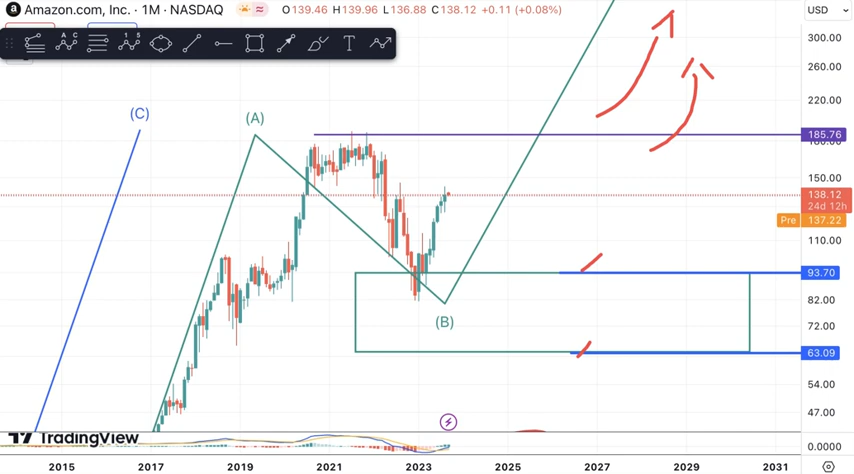 Amazon.com, Inc. · 1M · NASDAQ O139.46 H139.96 L136.88 C138.12 +0.11 (+0.08%) USD
300.00
260.00
220.00
(C)
(A)
185.76
150.00
138.12
24d 12h
Pre 137.22
110.00
93.70
82.00
(B)
72.00
63.09
54.00
47.00
TradingView
0.0000
2015 2017 2019 2021 2023 2025 2027 2029 2031